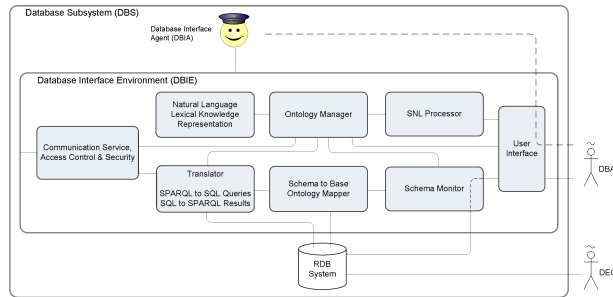 Database Subsystem (DBS)
Database Interface
Agent (DBIA)
Database Interface Environment (DBIE)
Natural Language
Lexical Knowledge
Representation
Ontology Manager
SNL Processor
Communication Service,
Access Control & Security
User
Interface
Translator
SPARQL to SQL Queries
SQL to SPARQL Results
Schema to Base
Ontology Mapper
Schema Monitor
DBA
RDB
System
DEC